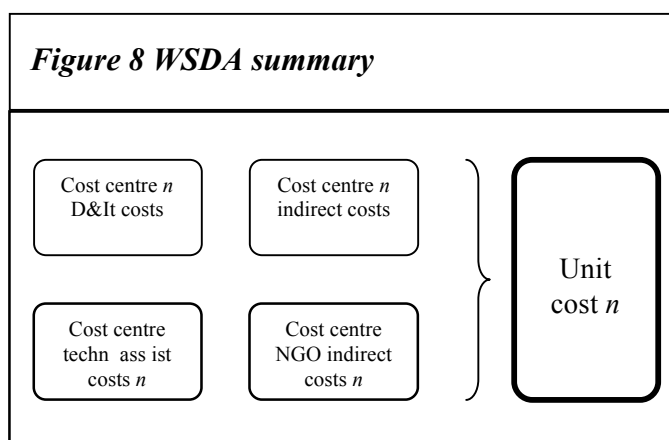 Figure 8 WSDA summary
Cost centre n
D&It costs
Cost centre n
indirect costs
Cost centre
techn ass ist
costs n
Cost centre
NGO indirect
costs n
Unit
cost n